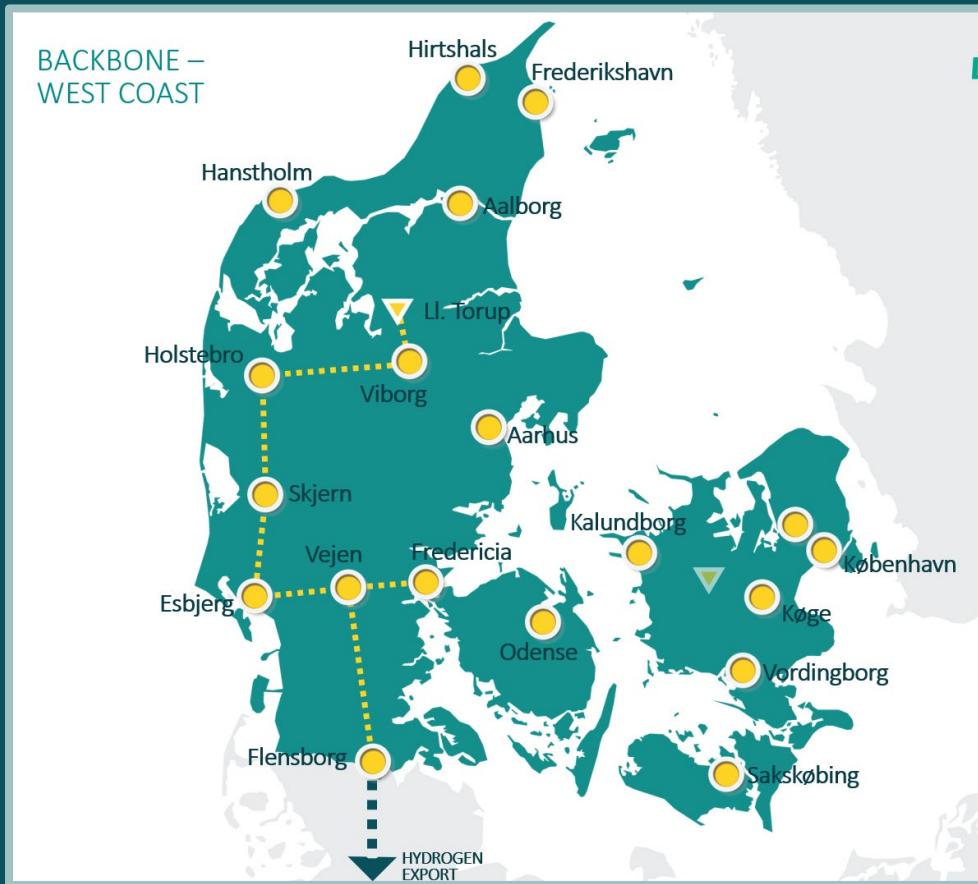 BACKBONE –
WEST COAST
Hirtshals
Frederikshavn
Hanstholm
Aalborg
Ll. Torup
Holstebro
Viborg
Aarhus
Skjern
Kalundborg
Vejen
Fredericia
København
Esbjerg
Køge
Odense
Vordingborg
Flensborg
Sakskøbing
HYDROGEN
EXPORT